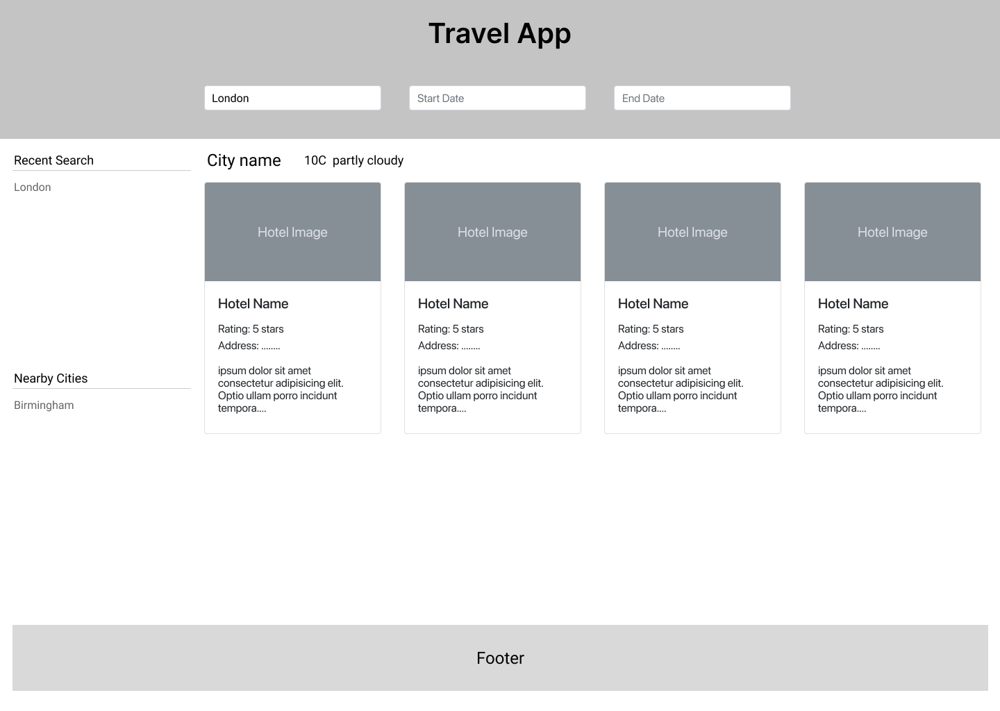 Travel App
London
Start Date
End Date
Recent Search
London
Nearby Cities
Birmingham
City name
10C partly cloudy
Hotel Image
Hotel Name
Rating: 5 stars
Address: ........
ipsum dolor sit amet
consectetur adipisicing elit.
Optio ullam porro incidunt
tempora....
Hotel Image
Hotel Name
Rating: 5 stars
Address: ........
ipsum dolor sit amet
consectetur adipisicing elit.
Optio ullam porro incidunt
tempora....
Hotel Image
Hotel Name
Rating: 5 stars
Address: ........
ipsum dolor sit amet
consectetur adipisicing elit.
Optio ullam porro incidunt
tempora....
Hotel Image
Hotel Name
Rating: 5 stars
Address: ........
ipsum dolor sit amet
consectetur adipisicing elit.
Optio ullam porro incidunt
tempora....
Footer